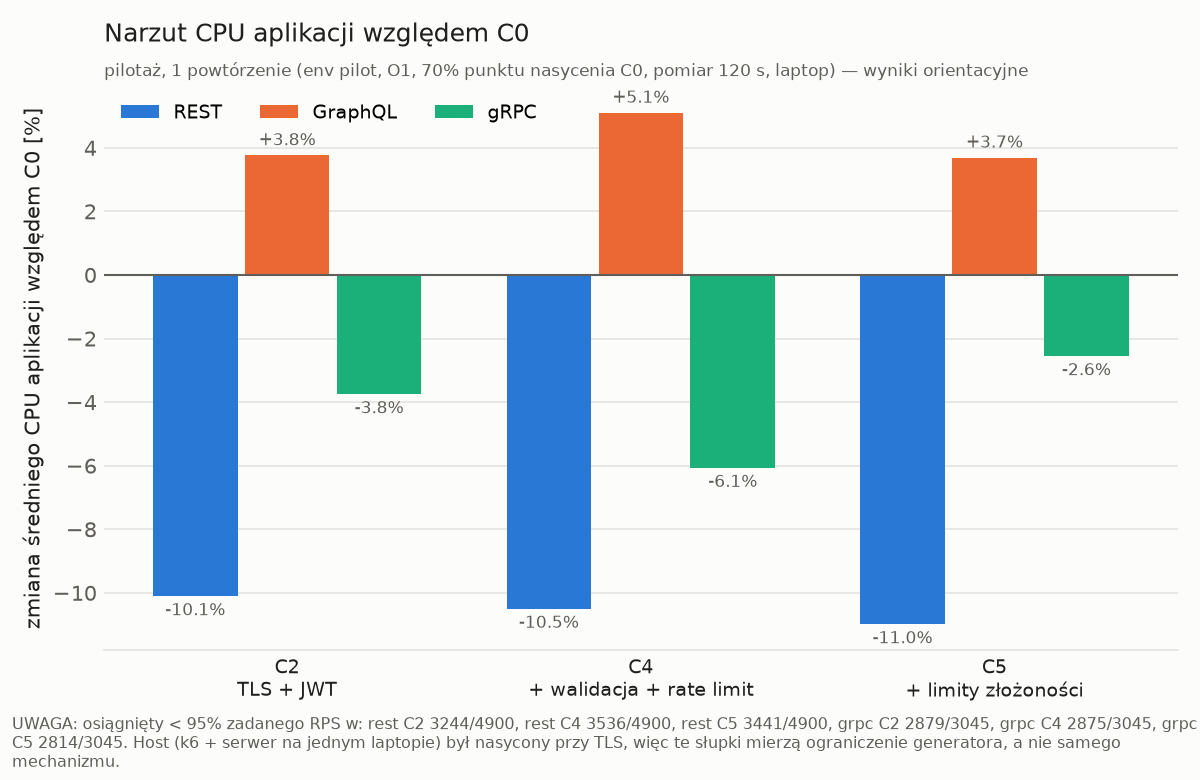 Narzut CPU aplikacji względem C0
pilotaż, 1 powtórzenie (env pilot, O1, 70% punktu nasycenia C0, pomiar 120 s, laptop) — wyniki orientacyjne
REST GraphQL gRPC
zmiana średniego CPU aplikacji względem C0 [%]
4
2
0
−2
−4
−6
−8
−10
-10.1%
+3.8%
-3.8%
-10.5%
+5.1%
-6.1%
-11.0%
+3.7%
-2.6%
C2
TLS + JWT
C4
+ walidacja + rate limit
C5
+ limity złożoności
UWAGA: osiągnięty < 95% zadanego RPS w: rest C2 3244/4900, rest C4 3536/4900, rest C5 3441/4900, grpc C2 2879/3045, grpc C4 2875/3045, grpc
C5 2814/3045. Host (k6 + serwer na jednym laptopie) był nasycony przy TLS, więc te słupki mierzą ograniczenie generatora, a nie samego
mechanizmu.